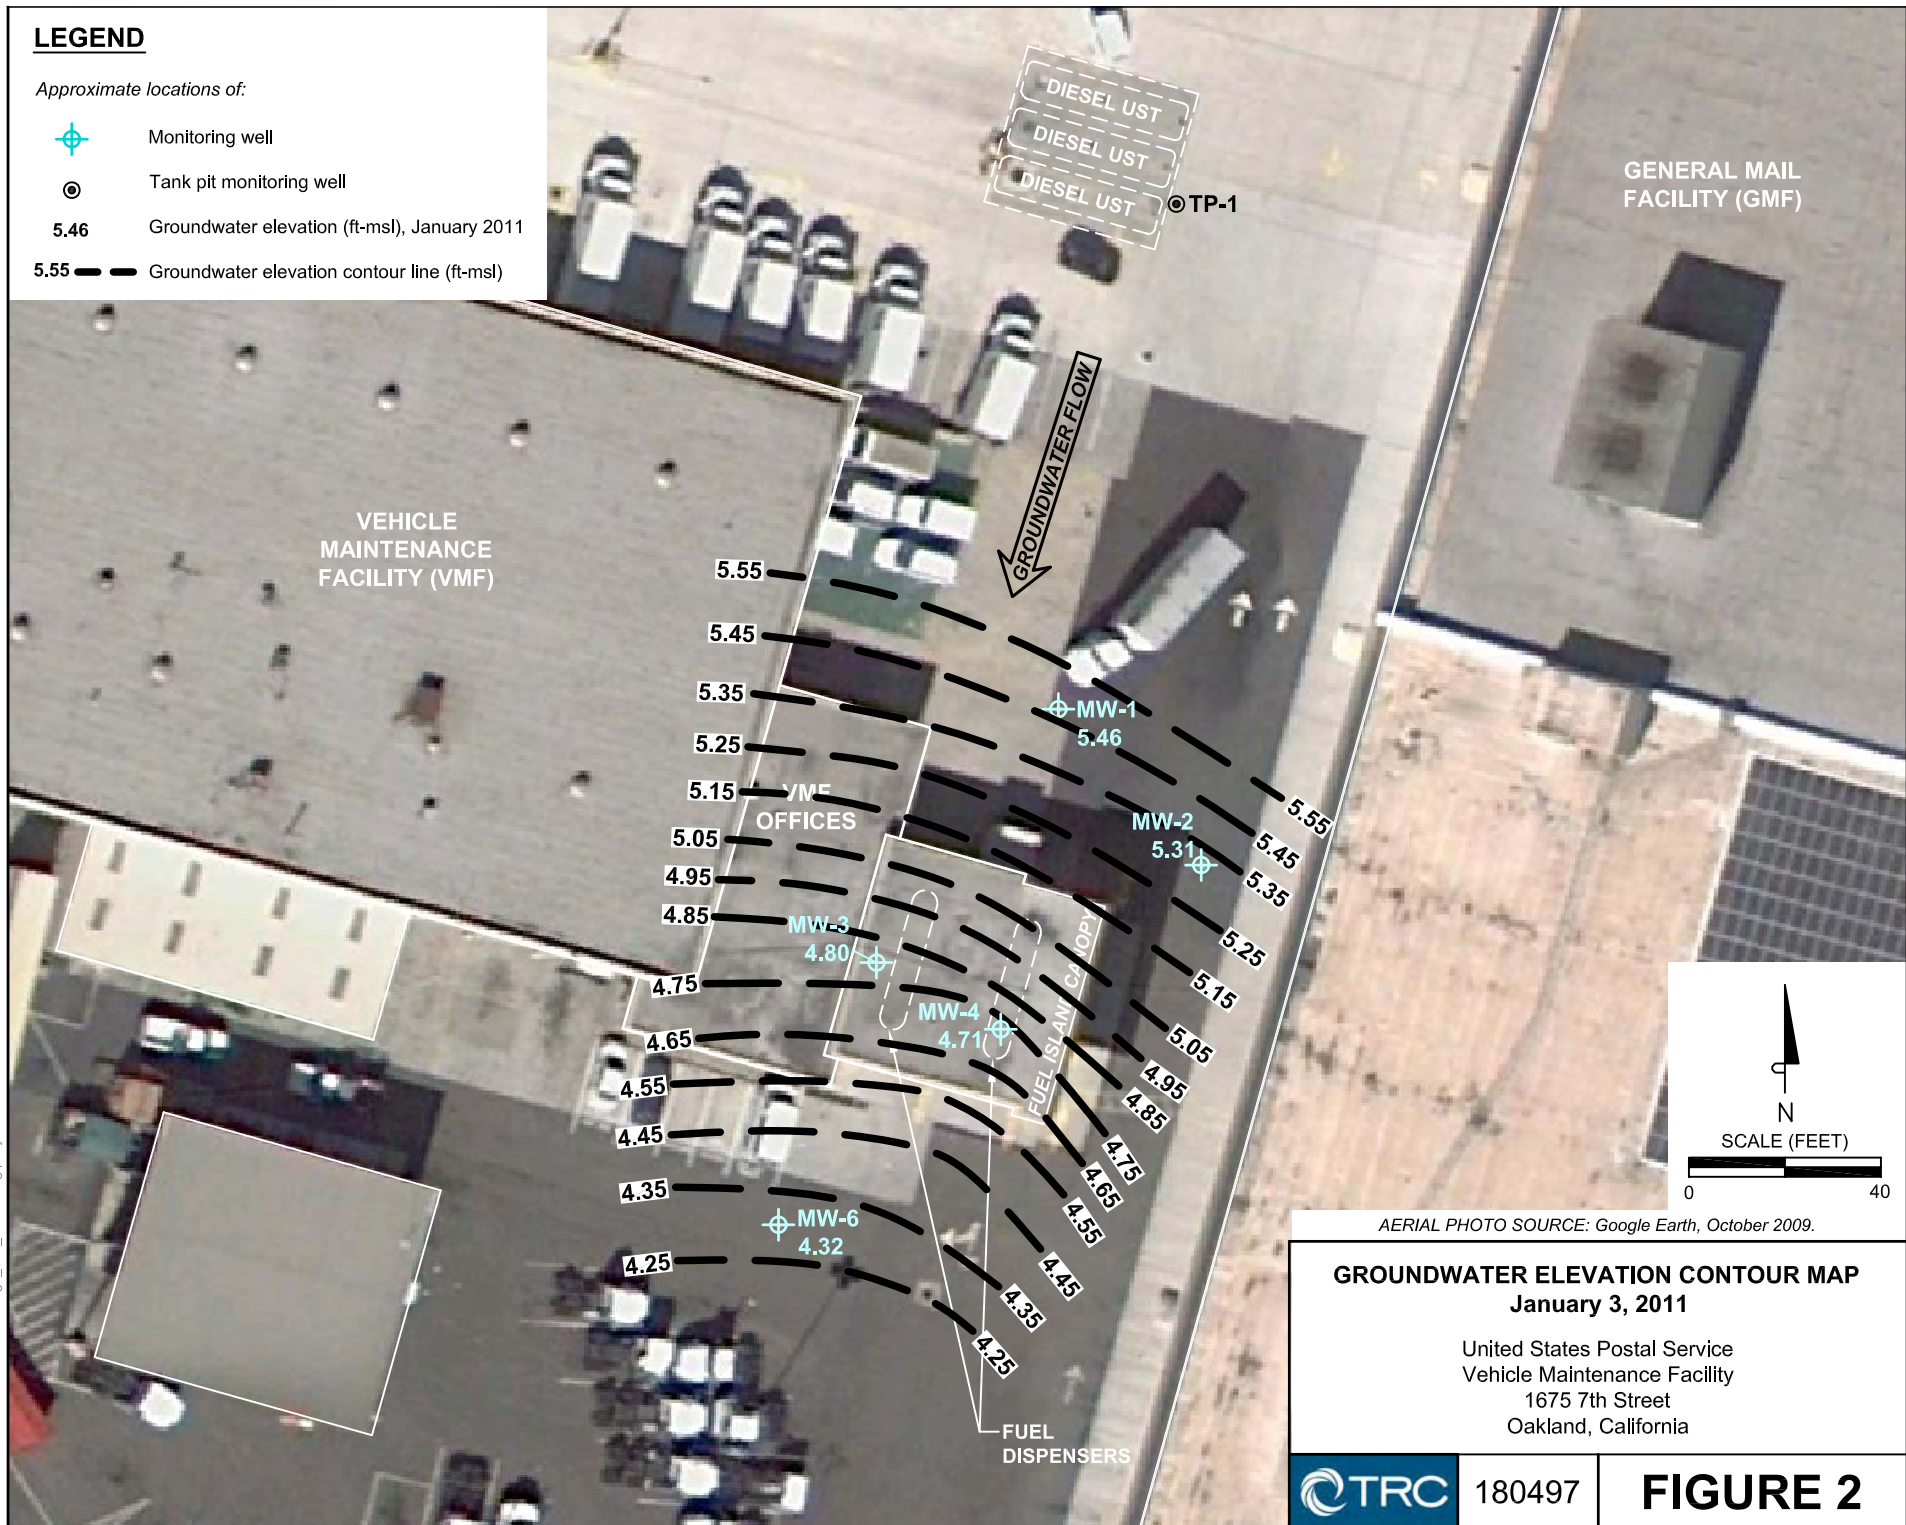 LEGEND
Approximate locations of:
Monitoring well
Tank pit monitoring well
5.46 Groundwater elevation (ft-msl), January 2011
5.55 Groundwater elevation contour line (ft-msl)
DIESEL UST
DIESEL UST
DIESEL UST
TP-1
GENERAL MAIL
FACILITY (GMF)
GROUNDWATER FLOW
VEHICLE
MAINTENANCE
FACILITY (VMF)
5.55
5.45
5.35
5.25
5.15
5.05
4.95
4.85
4.75
4.65
4.55
4.45
4.35
4.25
MW-1
5.46
MW-2
5.31
VMF
OFFICES
MW-3
4.80
MW-4
4.71
FUEL ISLAND CANOPY
MW-6
4.32
5.55
5.45
5.35
5.25
5.15
5.05
4.95
4.85
4.75
4.65
4.55
4.45
4.35
4.25
FUEL
DISPENSERS
N
SCALE (FEET)
0 40
AERIAL PHOTO SOURCE: Google Earth, October 2009.
GROUNDWATER ELEVATION CONTOUR MAP
January 3, 2011
United States Postal Service
Vehicle Maintenance Facility
1675 7th Street
Oakland, California
TRC 180497 FIGURE 2